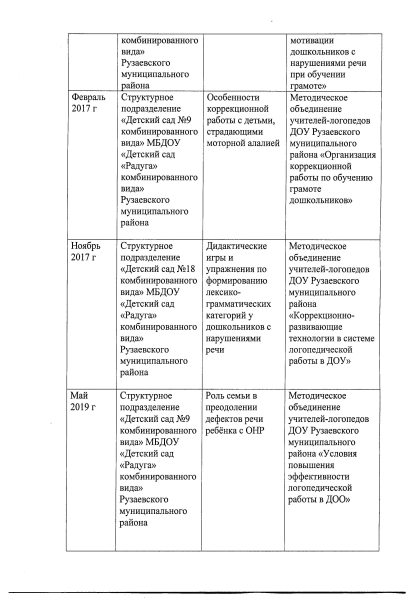 комбинированного
вида»
Рузаевского
муниципального
района
мотивации
дошкольников с
нарушениями речи
при обучении
грамоте»
Февраль
2017 г
Структурное
подразделение
«Детский сад №9
комбинированного
вида» МБДОУ
«Детский сад
«Радуга»
комбинированного
вида»
Рузаевского
муниципального
района
Особенности
коррекционной
работы с детьми,
страдающими
моторной алалией
Методическое
объединение
учителей-логопедов
ДОУ Рузаевского
муниципального
района «Организация
коррекционной
работы по обучению
грамоте
дошкольников»
Ноябрь
2017 г
Структурное
подразделение
«Детский сад №18
комбинированного
вида» МБДОУ
«Детский сад
«Радуга»
комбинированного
вида»
Рузаевского
муниципального
района
Дидактические
игры и
упражнения по
формированию
лексико-
грамматических
категорий у
дошкольников с
нарушениями
речи
Методическое
объединение
учителей-логопедов
ДОУ Рузаевского
муниципального
района
«Коррекционно-
развивающие
технологии в системе
логопедической
работы в ДОУ»
Май
2019 г
Структурное
подразделение
«Детский сад №9
комбинированного
вида» МБДОУ
«Детский сад
«Радуга»
комбинированного
вида»
Рузаевского
муниципального
района
Роль семьи в
преодолении
дефектов речи
ребёнка с ОНР
Методическое
объединение
учителей-логопедов
ДОУ Рузаевского
муниципального
района «Условия
повышения
эффективности
логопедической
работы в ДОО»